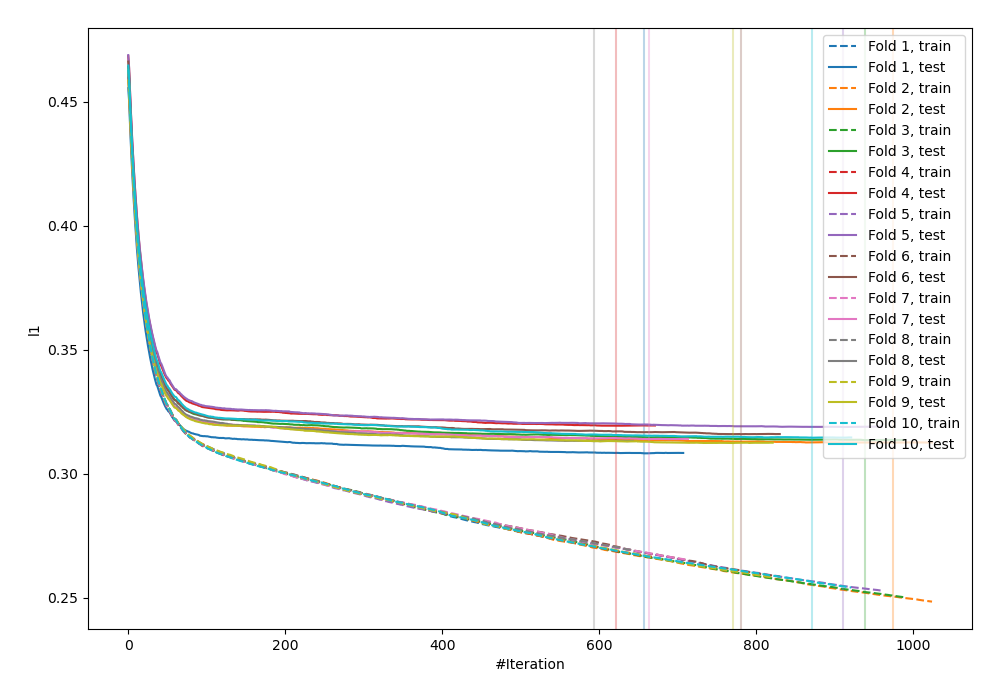 0.45
0.40
0.35
0.30
0.25
l1
0
200
400
600
800
1000
#Iteration
Fold 1, train
Fold 1, test
Fold 2, train
Fold 2, test
Fold 3, train
Fold 3, test
Fold 4, train
Fold 4, test
Fold 5, train
Fold 5, test
Fold 6, train
Fold 6, test
Fold 7, train
Fold 7, test
Fold 8, train
Fold 8, test
Fold 9, train
Fold 9, test
Fold 10, train
Fold 10, test